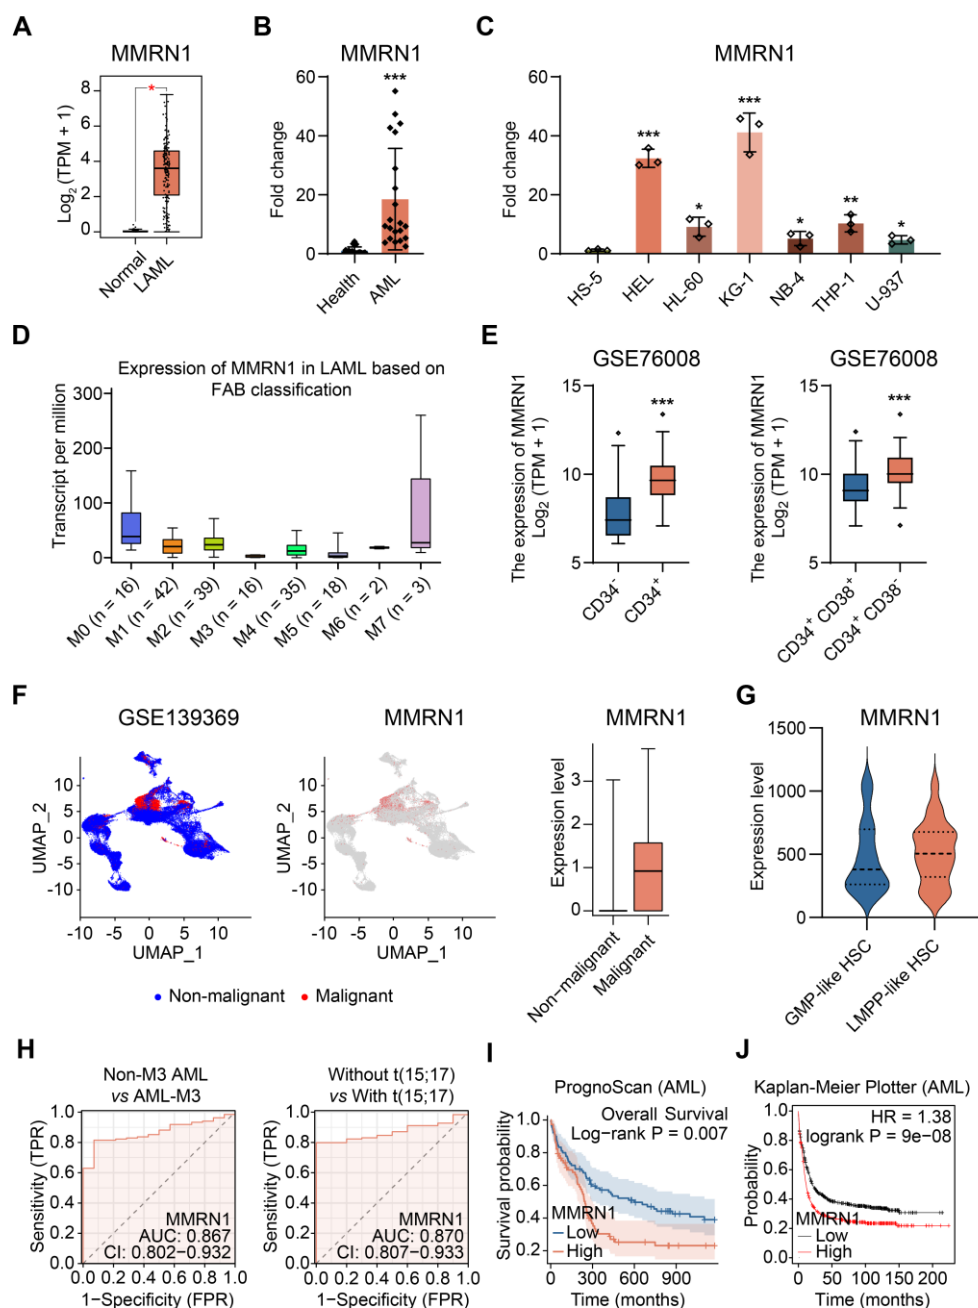 A
MMRN1
Log2 (TPM + 1)
8
6
4
2
0
*
Normal
LAML
B
MMRN1
Fold change
60
40
20
0
***
Health
AML
C
MMRN1
Fold change
60
40
20
0
***
*
***
*
**
*
HS-5
HEL
HL-60
KG-1
NB-4
THP-1
U-937
D
Expression of MMRN1 in LAML based on
FAB classification
Transcript per million
300
200
100
0
M0 (n = 16)
M1 (n = 42)
M2 (n = 39)
M3 (n = 16)
M4 (n = 35)
M5 (n = 18)
M6 (n = 2)
M7 (n = 3)
E
GSE76008
The expression of MMRN1
Log2 (TPM + 1)
15
10
5
***
CD34-
CD34+
GSE76008
The expression of MMRN1
Log2 (TPM + 1)
15
10
5
***
CD34+ CD38+
CD34+ CD38-
F
GSE139369
UMAP_2
10
5
0
-5
-10
-10
-5
0
5
10
UMAP_1
MMRN1
UMAP_2
10
5
0
-5
-10
-10
-5
0
5
10
UMAP_1
Non-malignant
Malignant
MMRN1
Expression level
3
2
1
0
Non-malignant
Malignant
G
MMRN1
Expression level
1500
1000
500
0
GMP-like HSC
LMPP-like HSC
H
Non-M3 AML
vs AML-M3
Sensitivity (TPR)
1.0
0.8
0.6
0.4
0.2
0.0
MMRN1
AUC: 0.867
CI: 0.802-0.932
0.0 0.2 0.4 0.6 0.8 1.0
1-Specificity (FPR)
Without t(15;17)
vs With t(15;17)
Sensitivity (TPR)
1.0
0.8
0.6
0.4
0.2
0.0
MMRN1
AUC: 0.870
CI: 0.807-0.933
0.0 0.2 0.4 0.6 0.8 1.0
1-Specificity (FPR)
I
PrognoScan (AML)
Overall Survival
Log-rank P = 0.007
Survival probability
1.0
0.8
0.6
0.4
0.2
MMRN1
Low
High
0 300 600 900
Time (months)
J
Kaplan-Meier Plotter (AML)
HR = 1.38
logrank P = 9e-08
Probability
1.0
0.8
0.6
0.4
0.2
0.0
MMRN1
Low
High
0 50 100 150 200
Time (months)